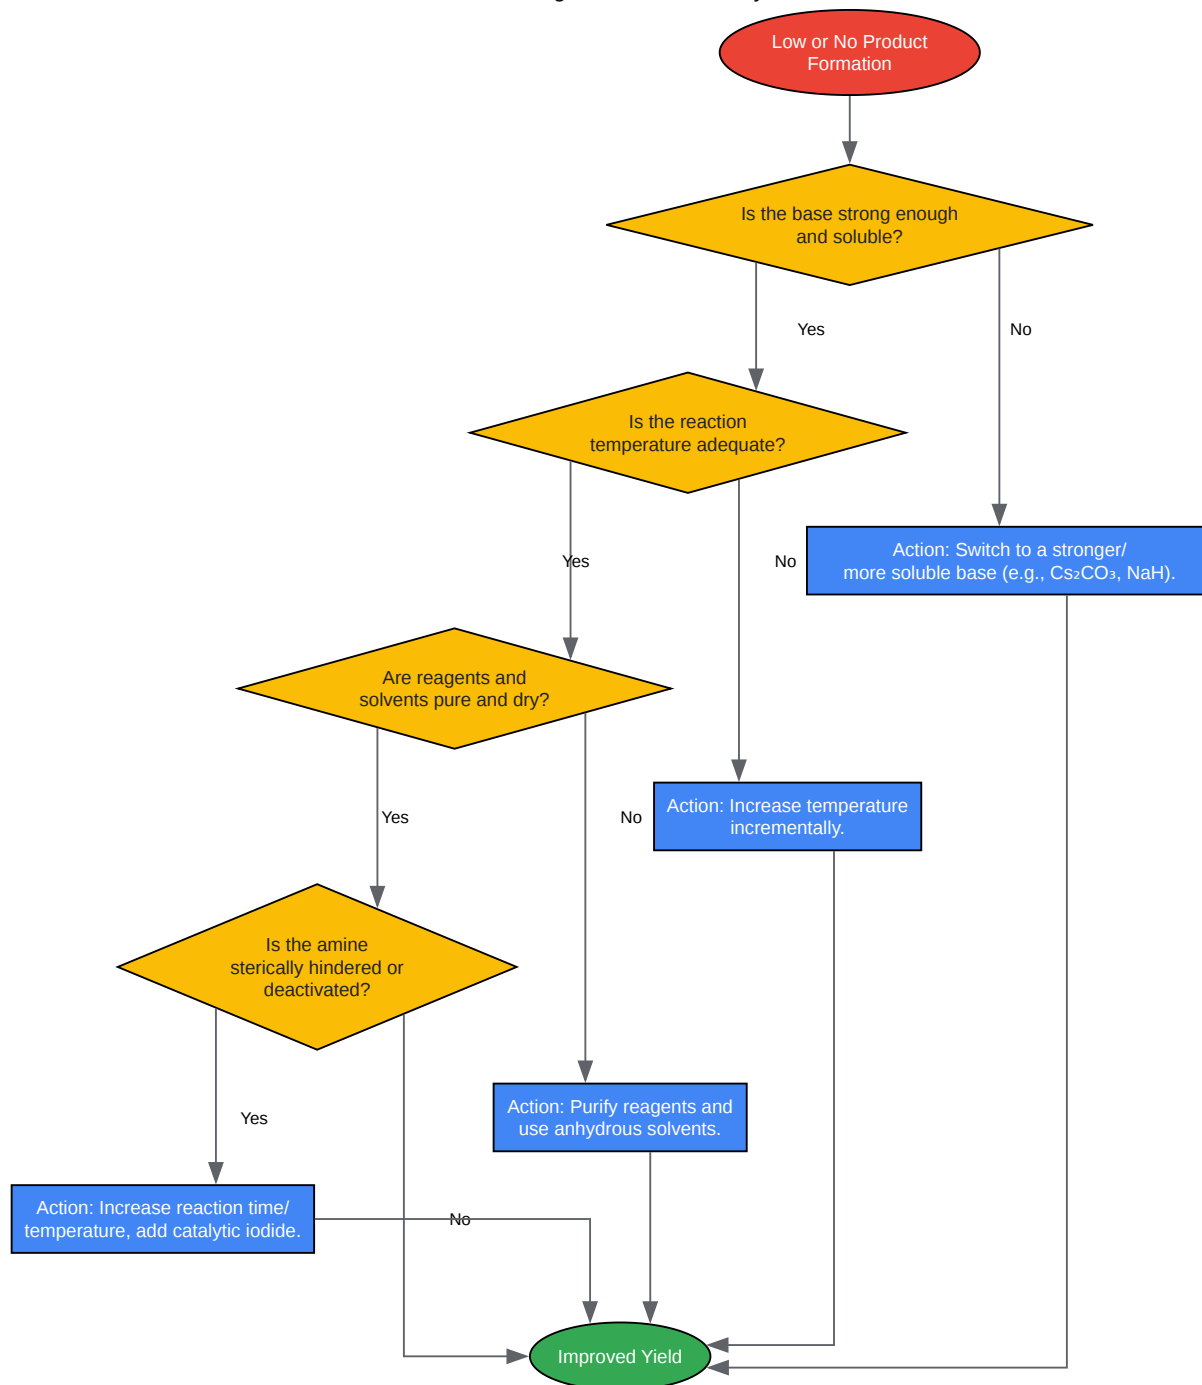 Low or No Product
Formation
Is the base strong enough
and soluble?
Yes
No
Is the reaction
temperature adequate?
Yes
No
Action: Switch to a stronger/
more soluble base (e.g., Cs₂CO₃, NaH).
Are reagents and
solvents pure and dry?
Yes
No
Action: Increase temperature
incrementally.
Is the amine
sterically hindered or
deactivated?
Yes
Action: Purify reagents and
use anhydrous solvents.
Action: Increase reaction time/
temperature, add catalytic iodide.
No
Improved Yield